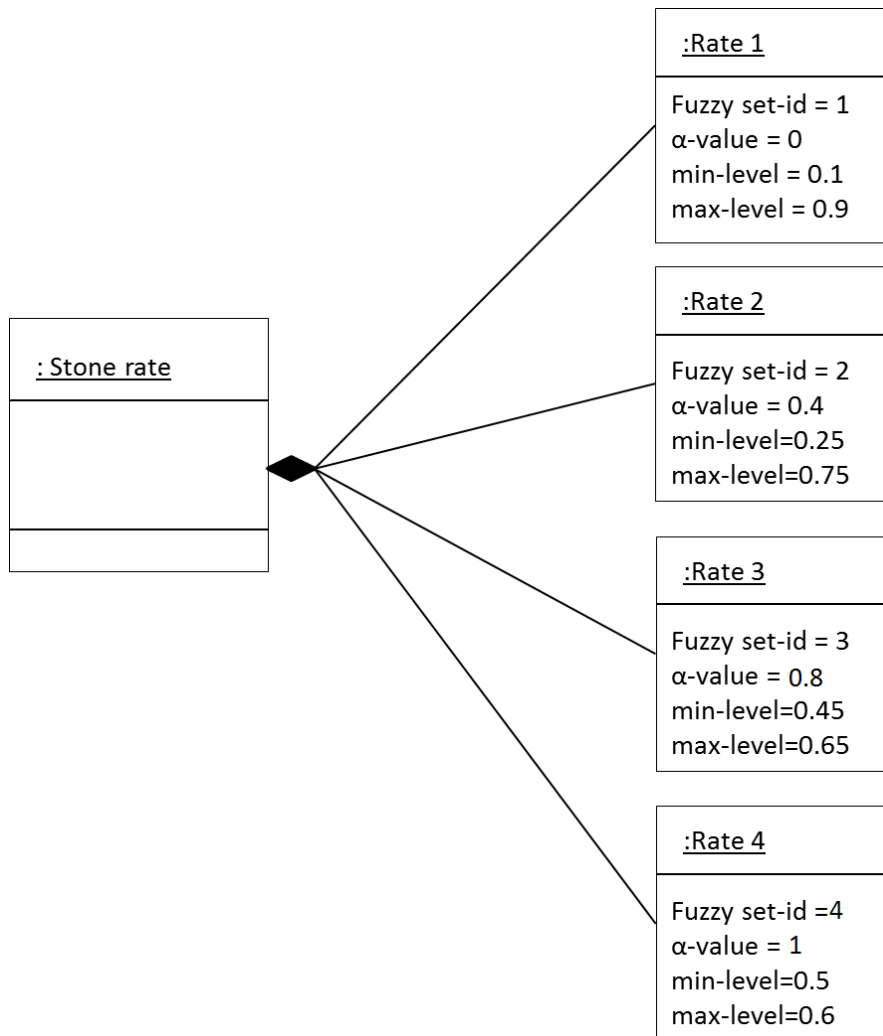 :Rate 1
Fuzzy set-id = 1
α-value = 0
min-level = 0.1
max-level = 0.9
:Rate 2
Fuzzy set-id = 2
α-value = 0.4
min-level=0.25
max-level=0.75
: Stone rate
:Rate 3
Fuzzy set-id = 3
α-value = 0.8
min-level=0.45
max-level=0.65
:Rate 4
Fuzzy set-id =4
α-value = 1
min-level=0.5
max-level=0.6